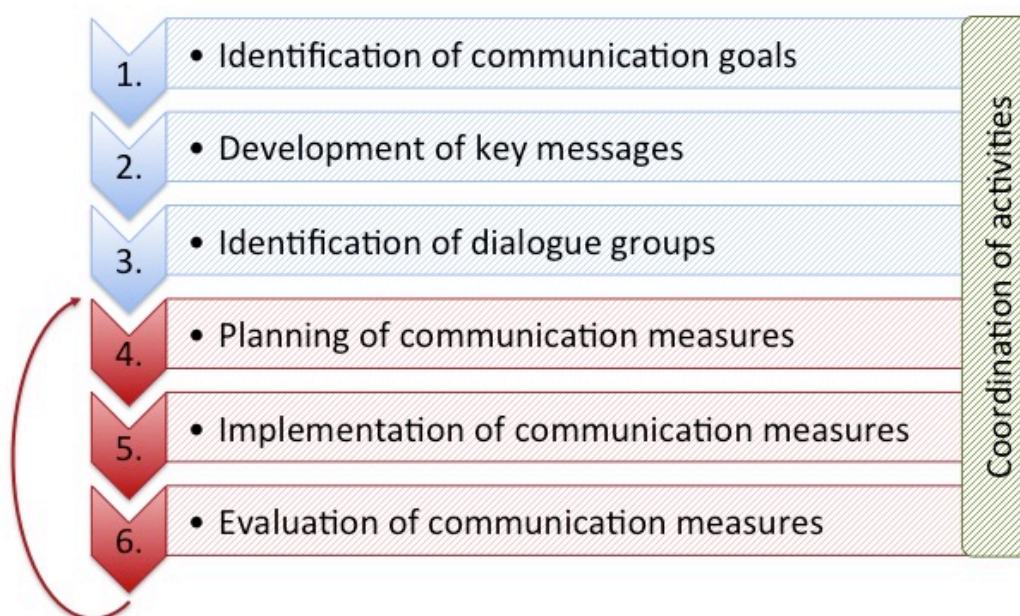 1.
• Identification of communication goals
2.
• Development of key messages
3.
• Identification of dialogue groups
4.
• Planning of communication measures
5.
• Implementation of communication measures
6.
• Evaluation of communication measures
Coordination of activities